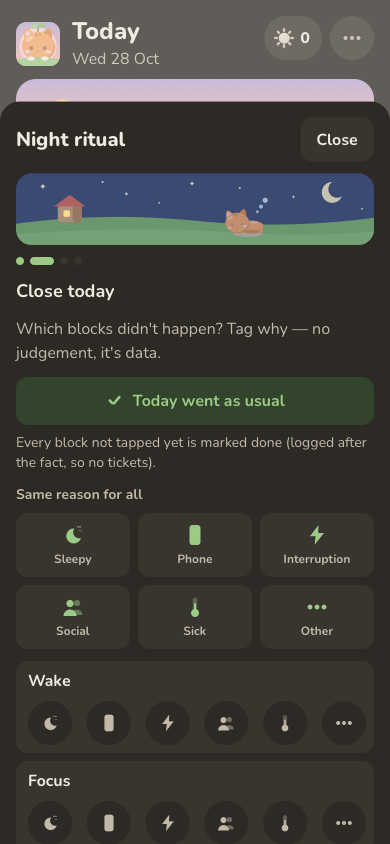 Today
Wed 28 Oct
0
Night ritual
Close
Close today
Which blocks didn't happen? Tag why — no
judgement, it's data.
Today went as usual
Every block not tapped yet is marked done (logged after
the fact, so no tickets).
Same reason for all
Sleepy
Phone
Interruption
Social
Sick
Other
Wake
Focus